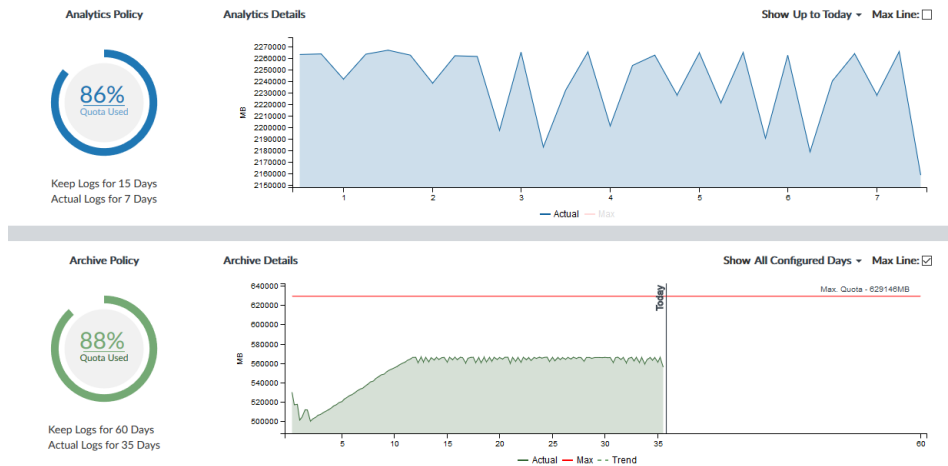 Analytics Policy
Analytics Details
Show Up to Today
Max Line:
86%
Quota Used
Keep Logs for 15 Days
Actual Logs for 7 Days
MB
2270000
2260000
2250000
2240000
2230000
2220000
2210000
2200000
2190000
2180000
2170000
2160000
2150000
1 2 3 4 5 6 7
Actual Max
Archive Policy
Archive Details
Show All Configured Days
Max Line:
88%
Quota Used
Keep Logs for 60 Days
Actual Logs for 35 Days
MB
640000
620000
600000
580000
560000
540000
520000
500000
Today
Max. Quota - 629146MB
5 10 15 20 25 30 35 60
Actual Max Trend